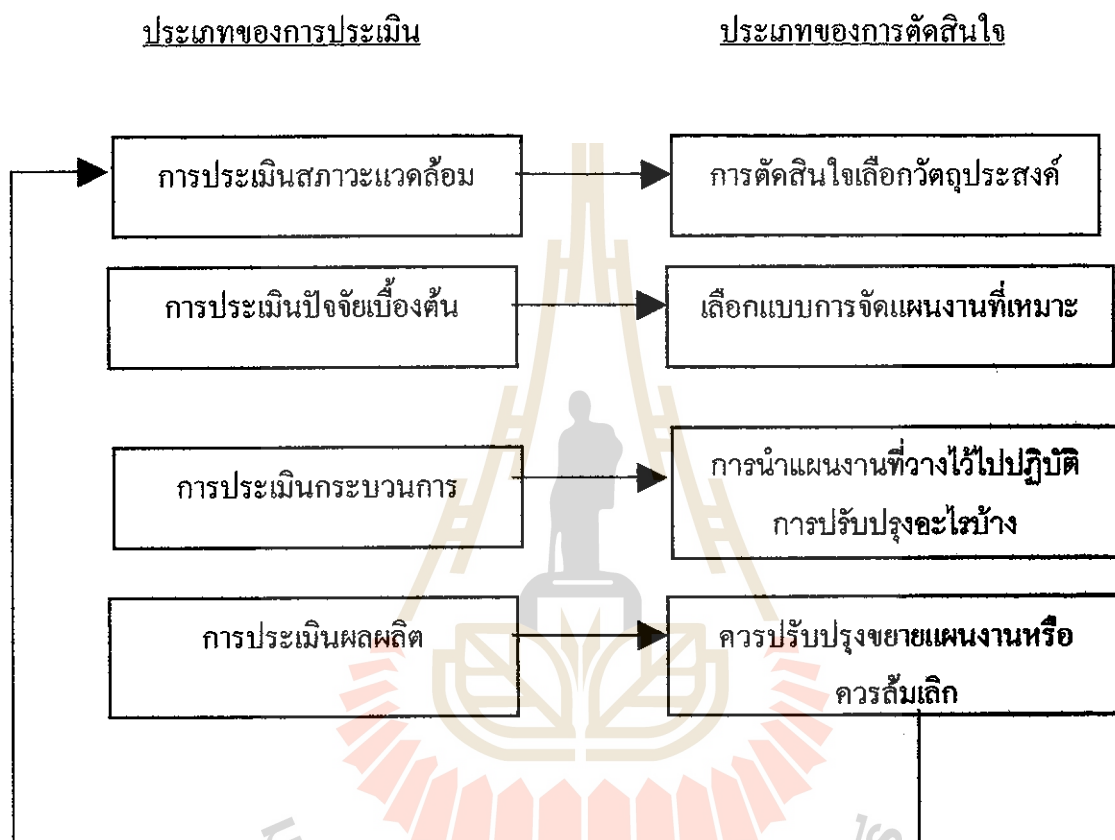 ประเภทของการประเมิน
ประเภทของการตัดสินใจ
การประเมินสภาวะแวดล้อม
การตัดสินใจเลือกวัตถุประสงค์
การประเมินปัจจัยเบื้องต้น
เลือกแบบการจัดแผนงานที่เหมาะ
การประเมินกระบวนการ
การนำแผนงานที่วางไว้ไปปฏิบัติ
การปรับปรุงอะไรบ้าง
การประเมินผลผลิต
ควรปรับปรุงขยายแผนงานหรือ
ควรล้มเลิก